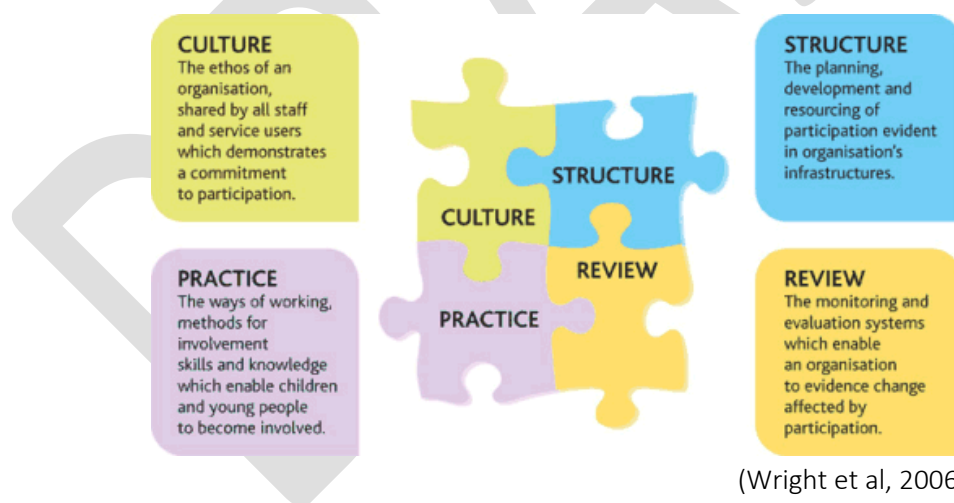 CULTURE
The ethos of an
organisation,
shared by all staff
and service users
which demonstrates
a commitment
to participation.
STRUCTURE
The planning,
development and
resourcing of
participation evident
in organisation's
infrastructures.
STRUCTURE
CULTURE
REVIEW
PRACTICE
PRACTICE
The ways of working,
methods for
involvement
skills and knowledge
which enable children
and young people
to become involved.
REVIEW
The monitoring and
evaluation systems
which enable
an organisation
to evidence change
affected by
participation.
(Wright et al, 2006